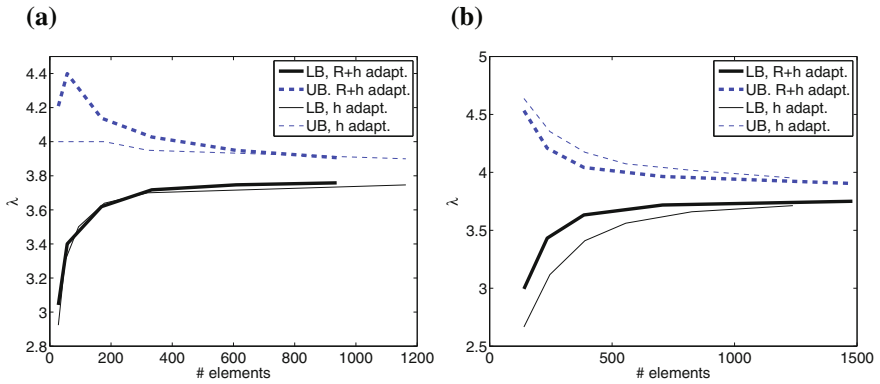 (a)
4.4
4.2
4
3.8
3.6
3.4
3.2
3
2.8
λ
0
200
400
600
800
1000
1200
# elements
LB, R+h adapt.
UB. R+h adapt.
LB, h adapt.
UB, h adapt.
(b)
5
4.5
4
3.5
3
2.5
λ
0
500
1000
1500
# elements
LB, R+h adapt.
UB. R+h adapt.
LB, h adapt.
UB, h adapt.